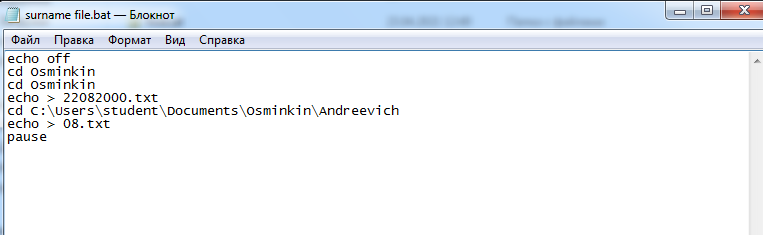 surname file.bat — Блокнот
Файл Правка Формат Вид Справка
echo off
cd Osminkin
cd Osminkin
echo > 22082000.txt
cd C:\Users\student\Documents\Osminkin\Andreevich
echo > 08.txt
pause